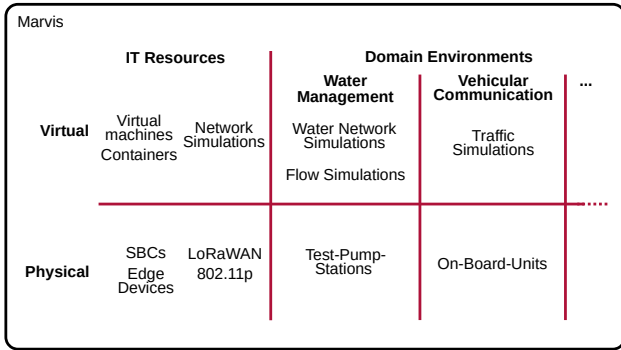 Marvis
IT Resources
Domain Environments
Water
Management
Vehicular
Communication
...
Virtual
Virtual
machines
Containers
Network
Simulations
Water Network
Simulations
Flow Simulations
Traffic
Simulations
Physical
SBCs
Edge
Devices
LoRaWAN
802.11p
Test-Pump-
Stations
On-Board-Units